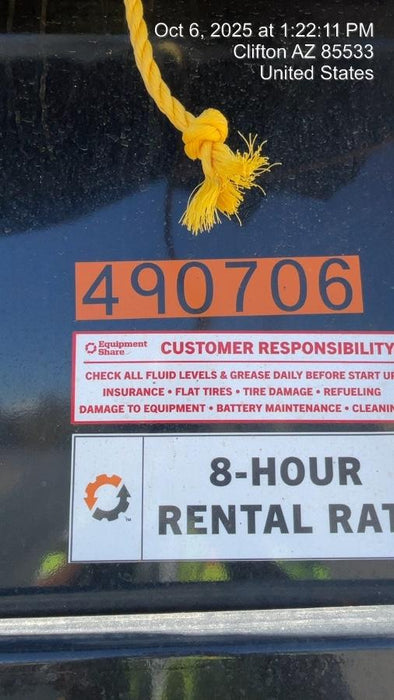 Oct 6, 2025 at 1:22:11 PM
Clifton AZ 85533
United States
490706
Equipment
Share
CUSTOMER RESPONSIBILITY
CHECK ALL FLUID LEVELS & GREASE DAILY BEFORE START UP
INSURANCE • FLAT TIRES • TIRE DAMAGE • REFUELING
DAMAGE TO EQUIPMENT • BATTERY MAINTENANCE • CLEANIN
8-HOUR
RENTAL RAT
TM